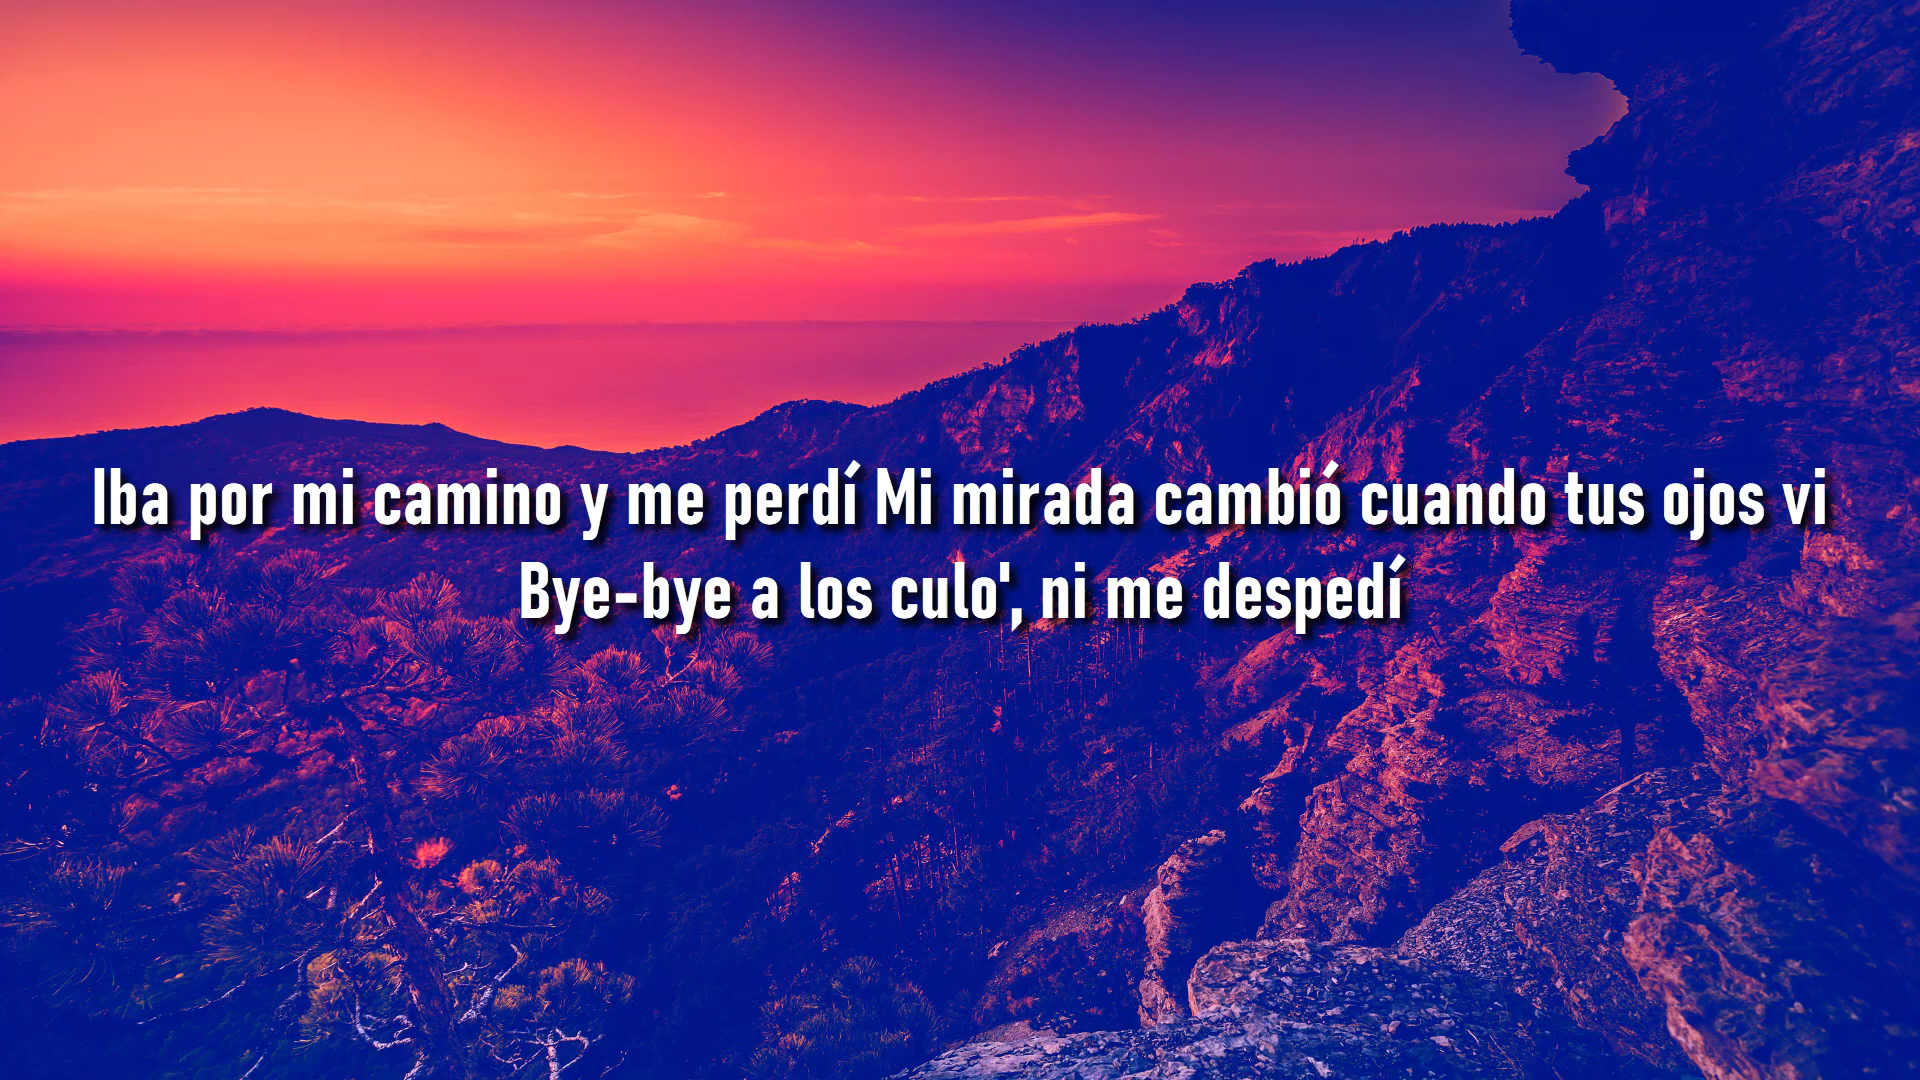 Iba por mi camino y me perdí Mi mirada cambió cuando tus ojos vi
Bye-bye a los culo', ni me despedí